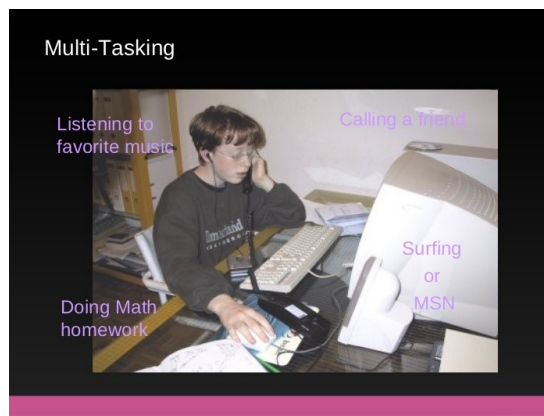 Multi-Tasking
Listening to
favorite music
Calling a friend
Surfing
or
MSN
Doing Math
homework